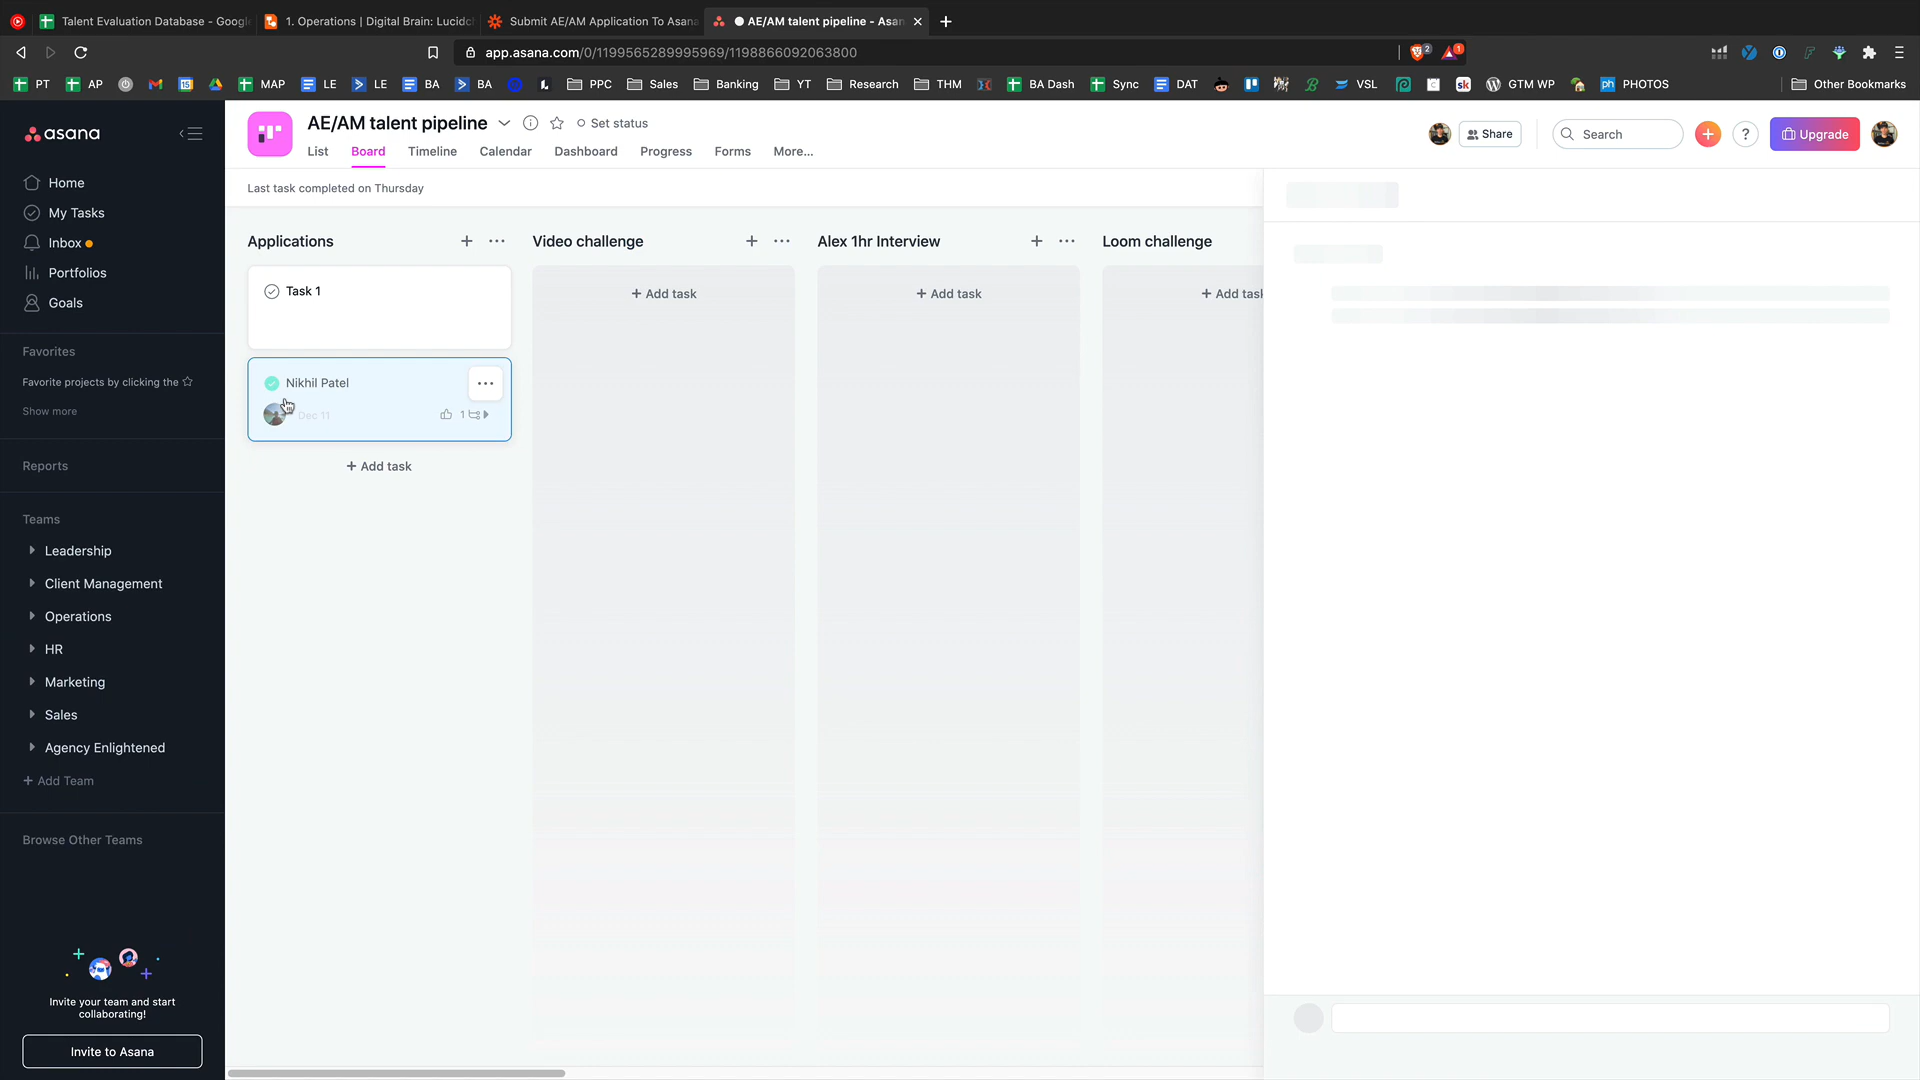 Talent Evaluation Database - Google
1. Operations | Digital Brain: Lucidch
Submit AE/AM Application To Asana
AE/AM talent pipeline - Asan
app.asana.com/0/1199565289995969/1198866092063800
2
1
PT
AP
MAP
LE
LE
BA
BA
PPC
Sales
Banking
YT
Research
THM
BA Dash
Sync
DAT
VSL
sk
GTM WP
ph
PHOTOS
Other Bookmarks
asana
AE/AM talent pipeline
Set status
Share
Search
?
Upgrade
List
Board
Timeline
Calendar
Dashboard
Progress
Forms
More...
Home
My Tasks
Inbox
Portfolios
Goals
Favorites
Favorite projects by clicking the
Show more
Reports
Teams
Leadership
Client Management
Operations
HR
Marketing
Sales
Agency Enlightened
+ Add Team
Browse Other Teams
Invite your team and start
collaborating!
Invite to Asana
Last task completed on Thursday
Applications
Task 1
Nikhil Patel
Dec 11
1
+ Add task
Video challenge
+ Add task
Alex 1hr Interview
+ Add task
Loom challenge
+ Add task